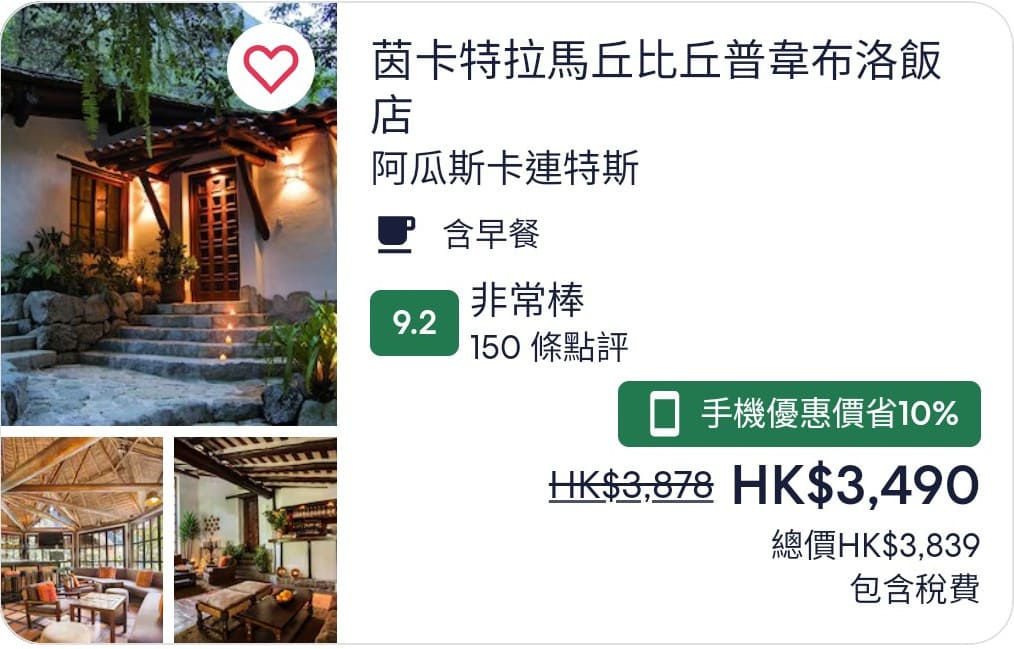 茵卡特拉馬丘比丘普韋布洛飯
店
阿瓜斯卡連特斯
含早餐
9.2
非常棒
150 條點評
手機優惠價省10%
HK$3,878 HK$3,490
總價HK$3,839
包含稅費